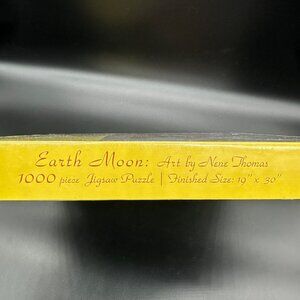 Earth Moon: Art by Nene Thomas
1000 piece Jigsaw Puzzle | Finished Size: 19" x 30"